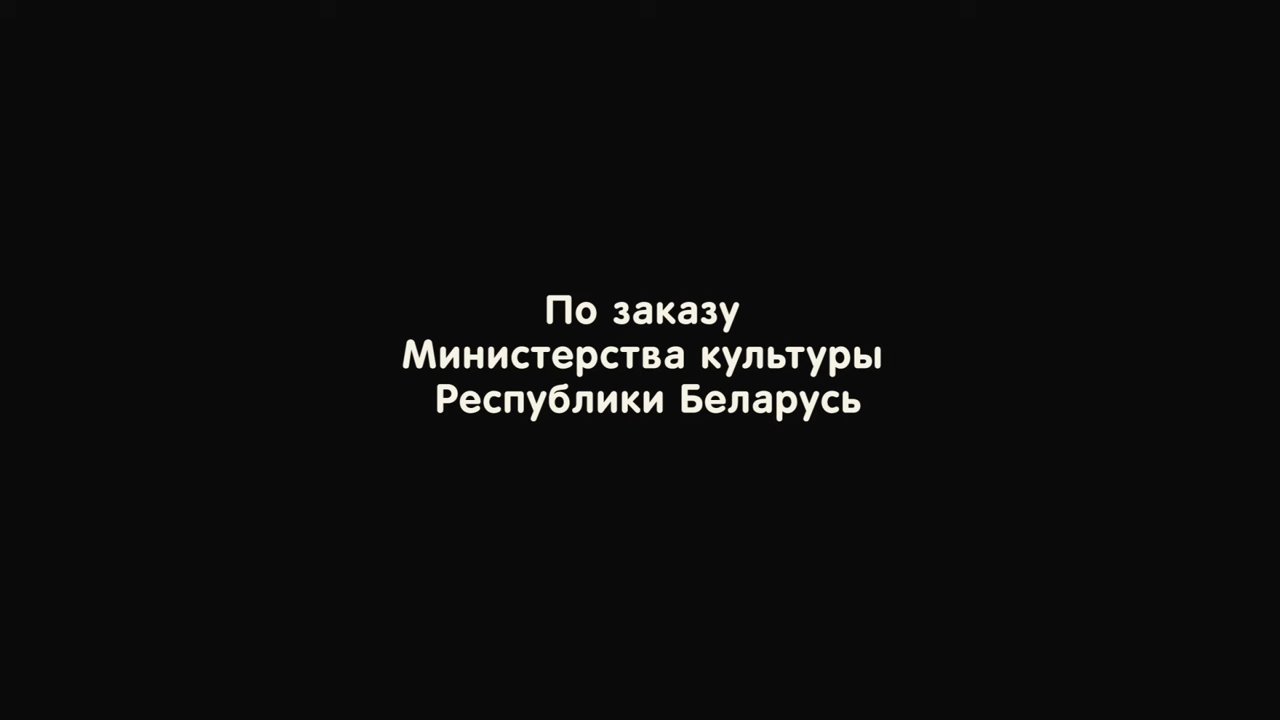 По заказу
Министерства культуры
Республики Беларусь